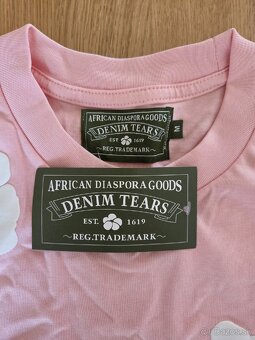 AFRICAN DIASPORA GOODS
DENIM TEARS
EST. 1619
REG. TRADEMARK
M
AFRICAN DIASPORA GOODS
DENIM TEARS
EST. 1619
REG. TRADEMARK